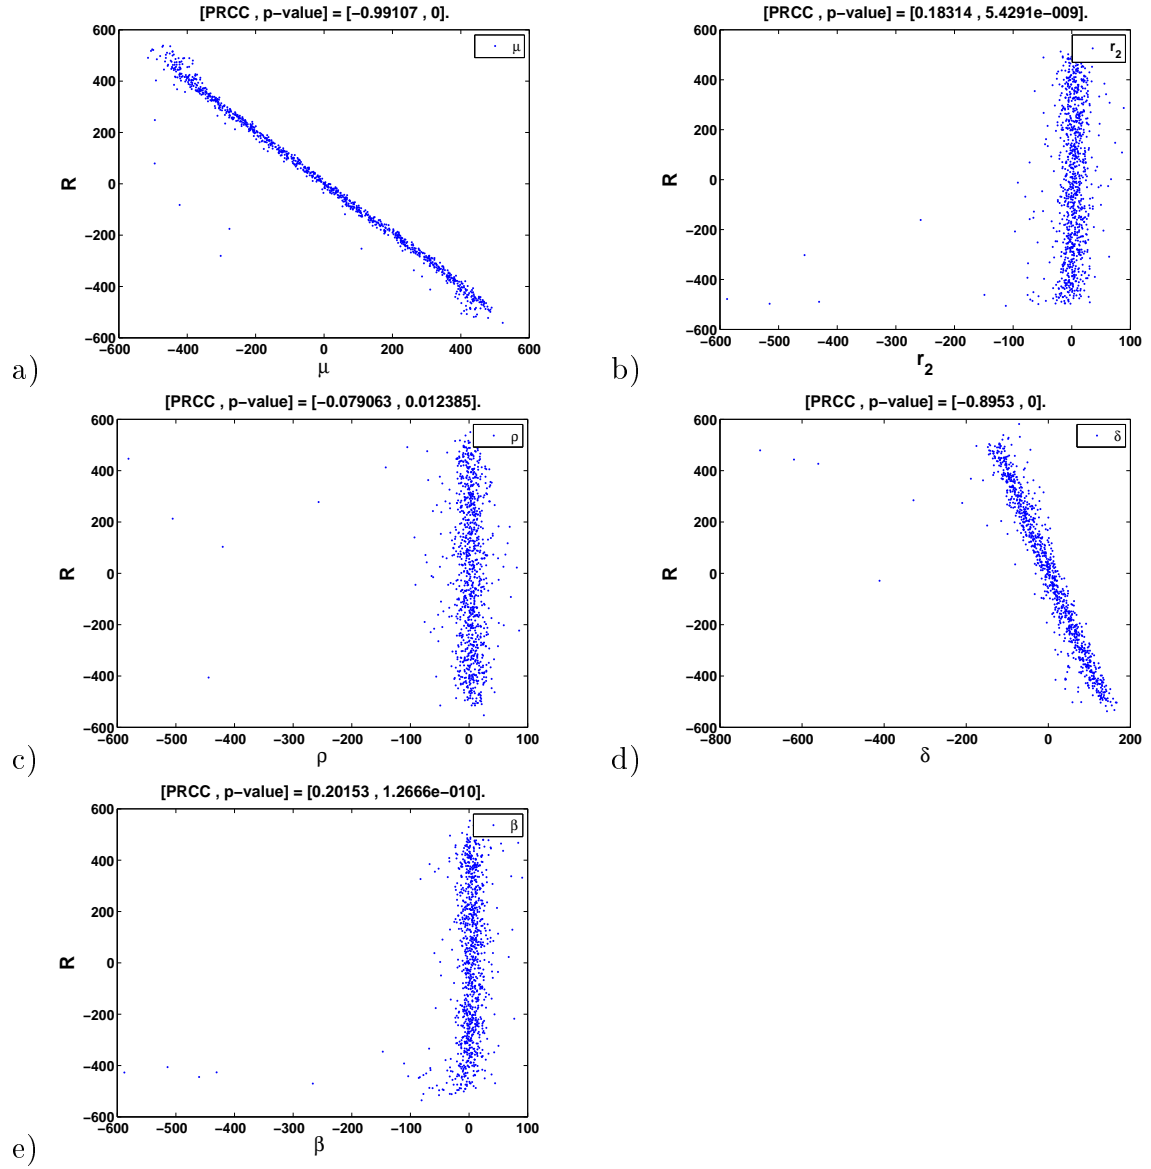 [PRCC , p−value] = [−0.99107 , 0].
600
400
200
0
−200
−400
−600
−600 −400 −200 0 200 400 600
R
μ
μ
a)
[PRCC , p−value] = [0.18314 , 5.4291e−009].
600
400
200
0
−200
−400
−600
−600 −500 −400 −300 −200 −100 0 100
R
r2
r2
b)
[PRCC , p−value] = [−0.079063 , 0.012385].
600
400
200
0
−200
−400
−600
−600 −500 −400 −300 −200 −100 0 100
R
ρ
ρ
c)
[PRCC , p−value] = [−0.8953 , 0].
600
400
200
0
−200
−400
−600
−800 −600 −400 −200 0 200
R
δ
δ
d)
[PRCC , p−value] = [0.20153 , 1.2666e−010].
600
400
200
0
−200
−400
−600
−600 −500 −400 −300 −200 −100 0 100
R
β
β
e)